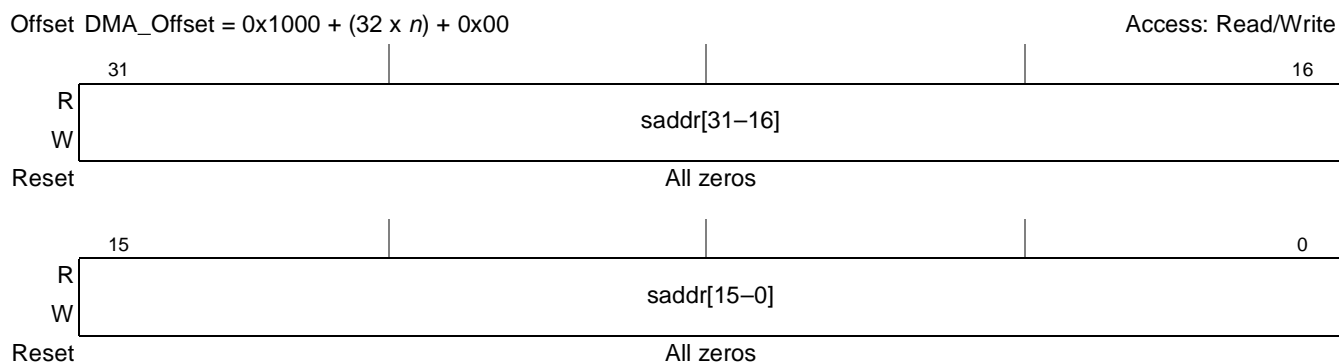 Offset DMA_Offset = 0x1000 + (32 x n) + 0x00 Access: Read/Write
31 16
R
saddr[31–16]
W
Reset All zeros
15 0
R
saddr[15–0]
W
Reset All zeros